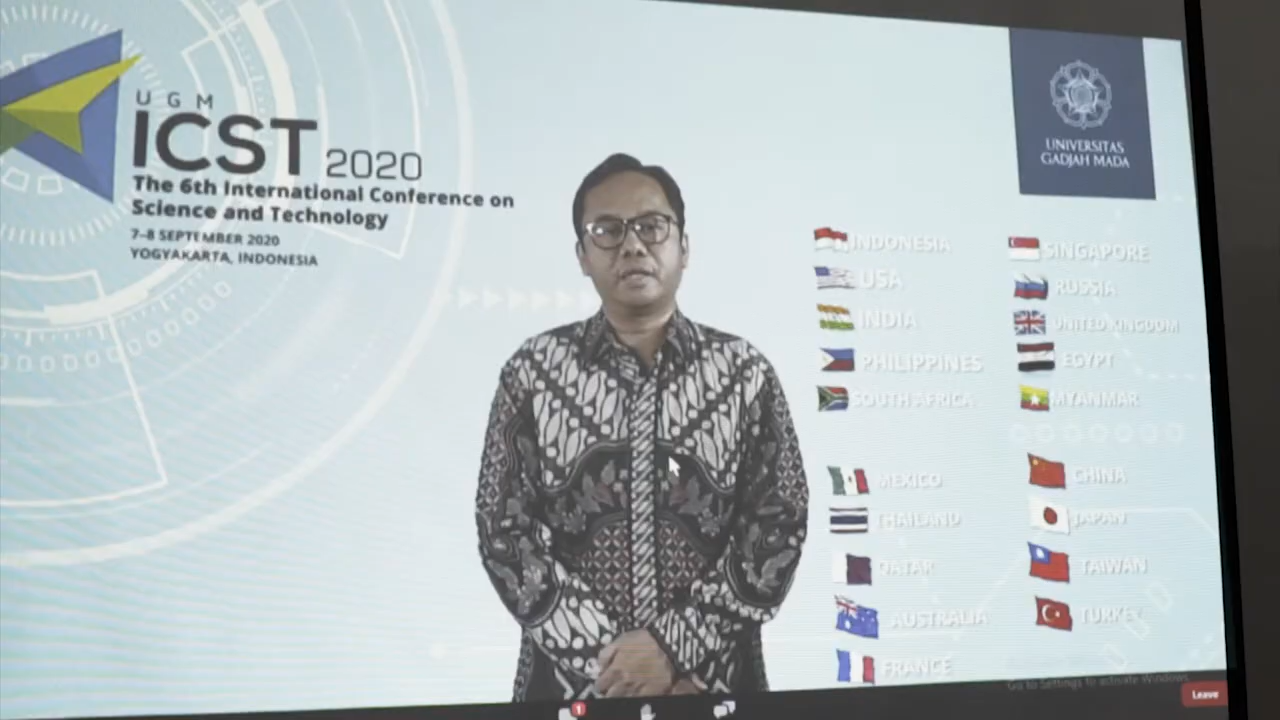 UGM
ICST 2020
The 6th International Conference on
Science and Technology
7-8 SEPTEMBER 2020
YOGYAKARTA, INDONESIA
UNIVERSITAS
GADJAH MADA
INDONESIA
USA
INDIA
PHILIPPINES
SOUTH AFRICA
MEXICO
THAILAND
QATAR
AUSTRALIA
FRANCE
SINGAPORE
RUSSIA
UNITED KINGDOM
EGYPT
MYANMAR
CHINA
JAPAN
TAIWAN
TURKEY
Go to Settings to activate Windows.
Leave
1